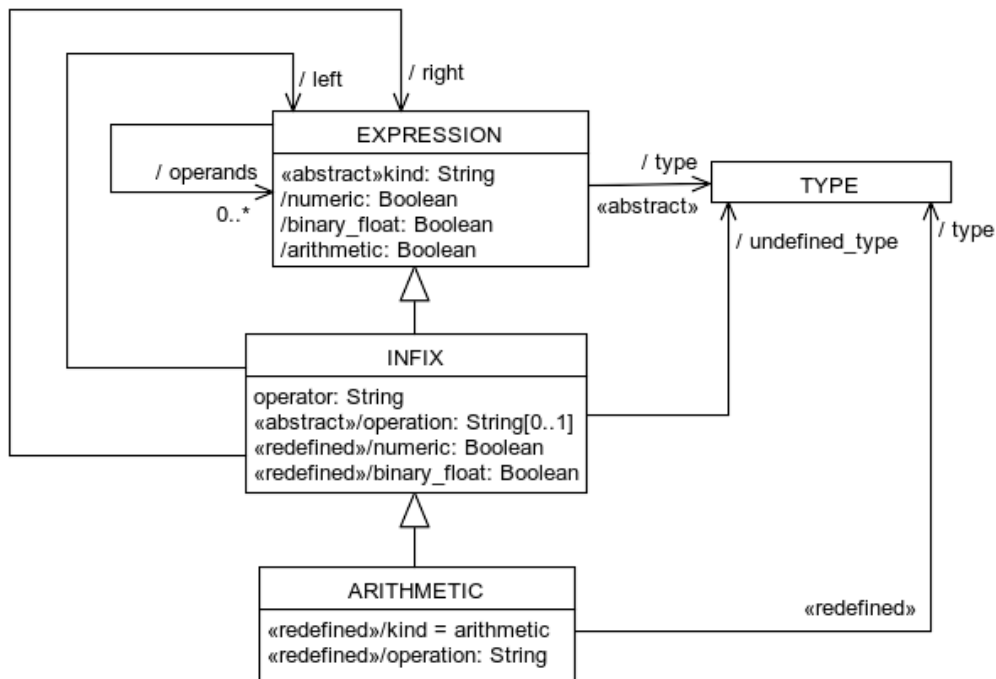 / left
/ right
EXPRESSION
«abstract»kind: String
/numeric: Boolean
/binary_float: Boolean
/arithmetic: Boolean
/ operands
0..*
/ type
«abstract»
TYPE
/ undefined_type
/ type
INFIX
operator: String
«abstract»/operation: String[0..1]
«redefined»/numeric: Boolean
«redefined»/binary_float: Boolean
ARITHMETIC
«redefined»/kind = arithmetic
«redefined»/operation: String
«redefined»